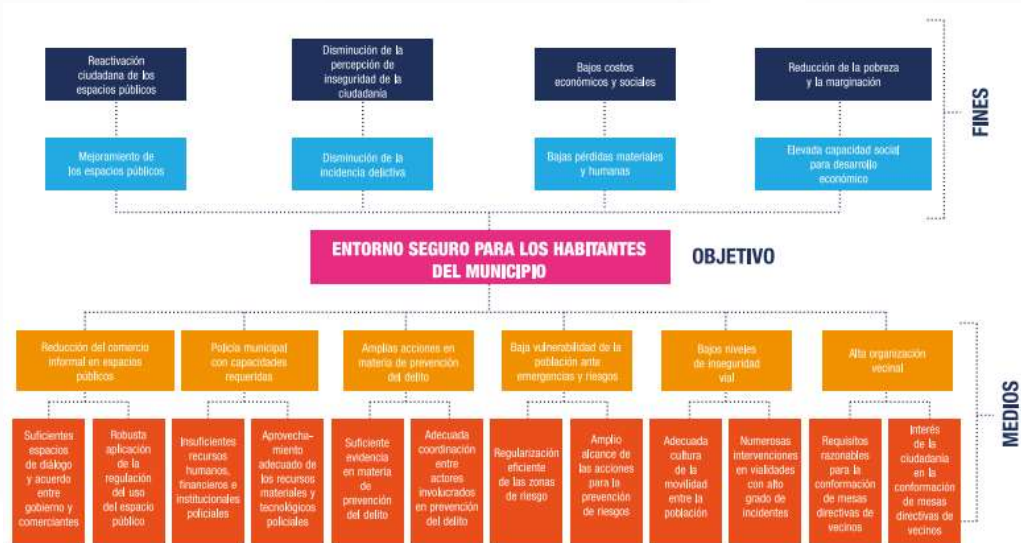 Reactivación
ciudadana de los
espacios públicos
Disminución de la
percepción de
inseguridad de la
ciudadanía
Bajos costos
económicos y sociales
Reducción de la pobreza
y la marginación
FINES
Mejoramiento de
los espacios públicos
Disminución de la
incidencia delictiva
Bajas pérdidas materiales
y humanas
Elevada capacidad social
para desarrollo
económico
ENTORNO SEGURO PARA LOS HABITANTES
DEL MUNICIPIO
OBJETIVO
Reducción del comercio
informal en espacios
públicos
Policía municipal
con capacidades
requeridas
Amplias acciones en
materia de prevención
del delito
Baja vulnerabilidad de la
población ante
emergencias y riesgos
Bajos niveles
de inseguridad
vial
Alta organización
vecinal
MEDIOS
Suficientes
espacios
de diálogo
y acuerdo
entre
gobierno y
comerciantes
Robusta
aplicación
de la
regulación
del uso
del espacio
público
Insuficientes
recursos
humanos,
financieros e
institucionales
policiales
Aprovecha-
miento
adecuado de
los recursos
materiales y
tecnológicos
policiales
Suficiente
evidencia en
materia de
prevención
del delito
Adecuada
coordinación
entre
actores
involucrados
en prevención
del delito
Regularización
eficiente
de las zonas
de riesgo
Amplio
alcance de
las acciones
para la
prevención
de riesgos
Adecuada
cultura
de la
movilidad
entre la
población
Numerosas
intervenciones
en vialidades
con alto
grado de
incidentes
Requisitos
razonables
para la
conformación
de mesas
directivas de
vecinos
Interés
de la
ciudadanía
en la
conformación
de mesas
directivas de
vecinos